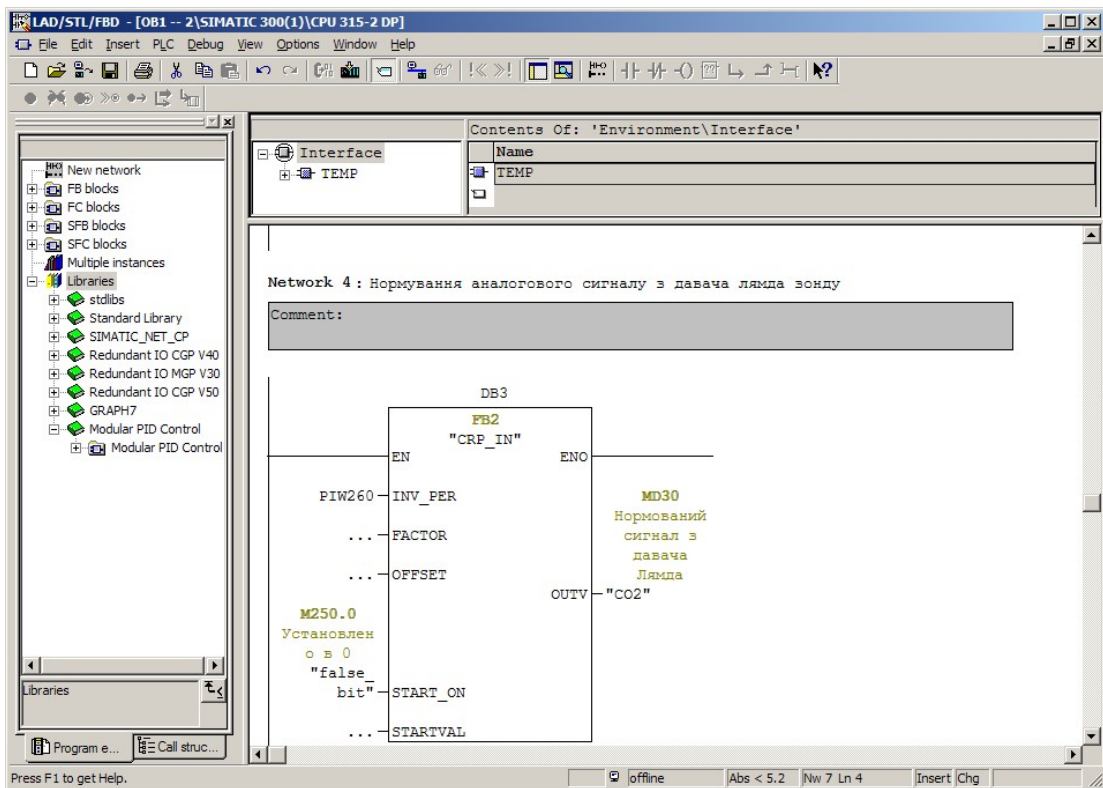 LAD/STL/FBD - [OB1 -- 2\SIMATIC 300(1)\CPU 315-2 DP]
File Edit Insert PLC Debug View Options Window Help
Contents Of: 'Environment\Interface'
Interface
TEMP
Name
TEMP
New network
FB blocks
FC blocks
SFB blocks
SFC blocks
Multiple instances
Libraries
stdlibs
Standard Library
SIMATIC_NET_CP
Redundant IO CGP V40
Redundant IO MGP V30
Redundant IO CGP V50
GRAPH7
Modular PID Control
Modular PID Control
Libraries
Program e...
Call struc...
Network 4 : Нормування аналогового сигналу з давача лямда зонду
Comment:
DB3
FB2
"CRP_IN"
EN ENO
PIW260 INV_PER
... FACTOR
... OFFSET
MD30
Нормований
сигнал з
давача
Лямда
OUTV "CO2"
M250.0
Установлен
о в 0
"false_
bit" START_ON
... STARTVAL
Press F1 to get Help.
offline
Abs < 5.2
Nw 7 Ln 4
Insert
Chg